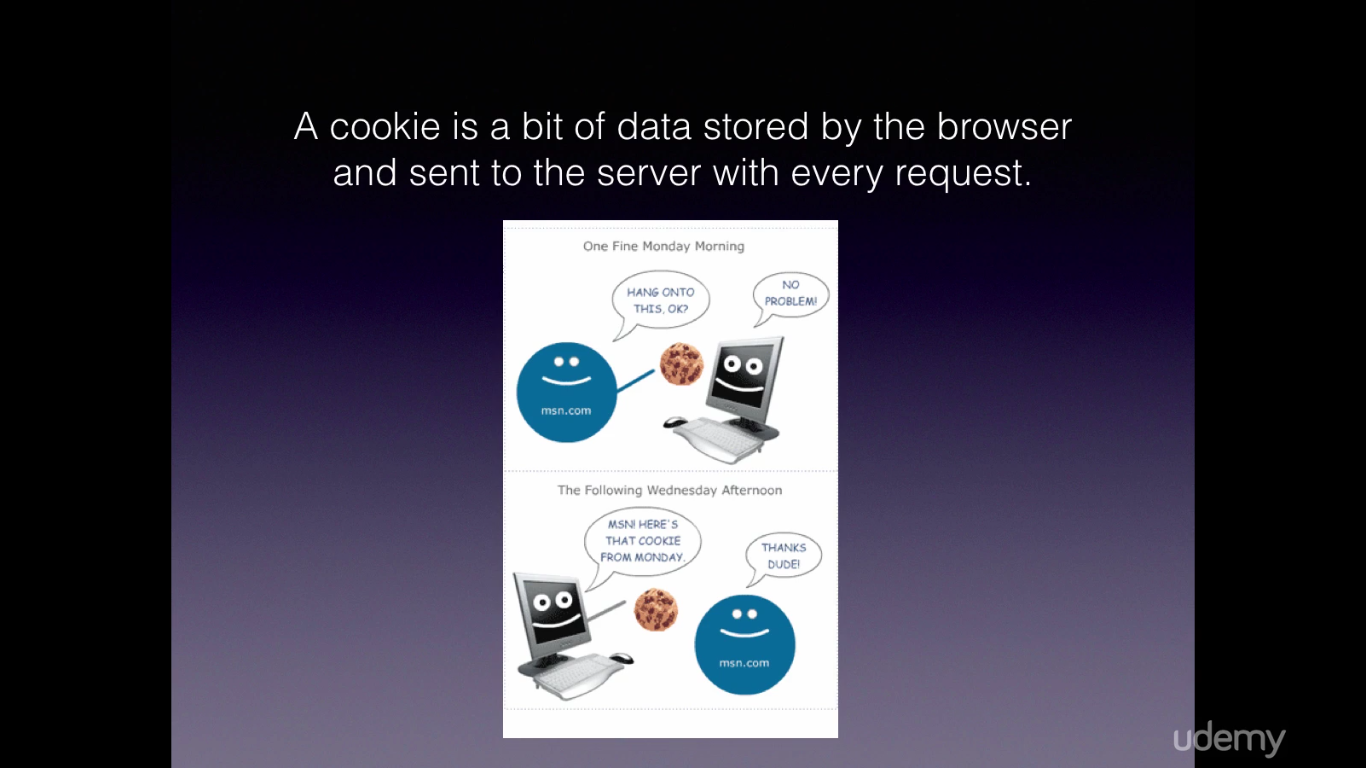 A cookie is a bit of data stored by the browser
and sent to the server with every request.
One Fine Monday Morning
HANG ONTO
THIS, OK?
NO
PROBLEM!
msn.com
The Following Wednesday Afternoon
MSN! HERE'S
THAT COOKIE
FROM MONDAY.
THANKS
DUDE!
msn.com
udemy